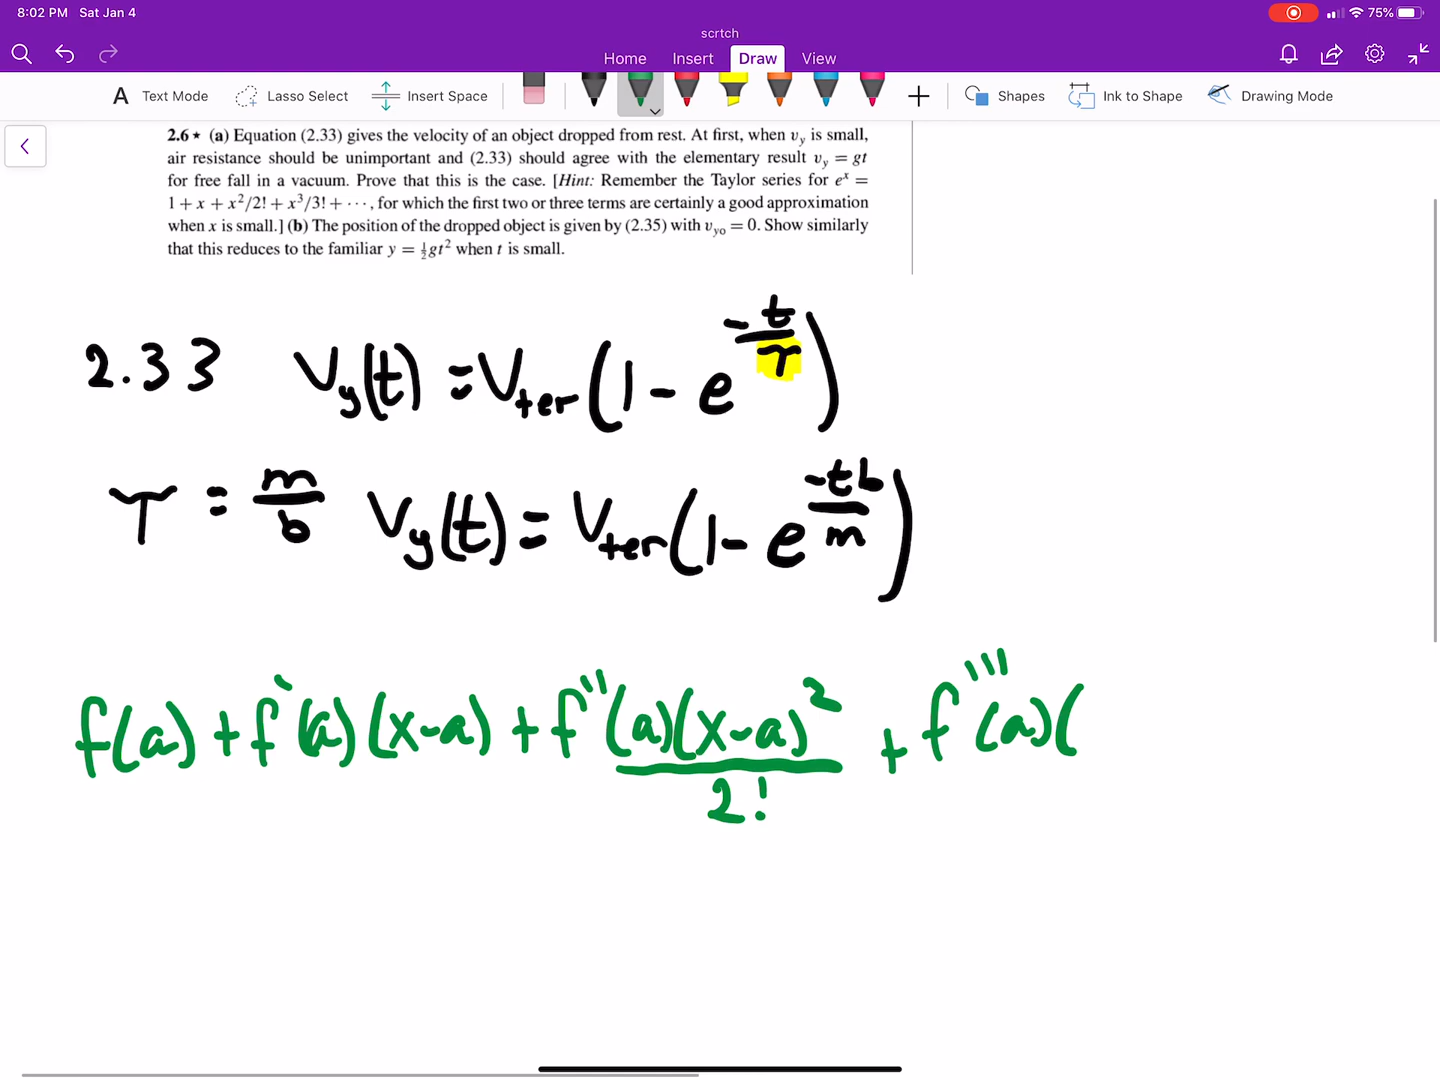 8:02 PM Sat Jan 4 75%
scrtch
Home Insert Draw View
A Text Mode Lasso Select Insert Space Shapes Ink to Shape Drawing Mode
2.6⋆ (a) Equation (2.33) gives the velocity of an object dropped from rest. At first, when v_y is small,
air resistance should be unimportant and (2.33) should agree with the elementary result v_y = gt
for free fall in a vacuum. Prove that this is the case. [Hint: Remember the Taylor series for e^x =
1 + x + x^2/2! + x^3/3! + ···, for which the first two or three terms are certainly a good approximation
when x is small.] (b) The position of the dropped object is given by (2.35) with v_yo = 0. Show similarly
that this reduces to the familiar y = ½gt² when t is small.
2.33 V_y(t) = V_ter(1 - e^(-t/τ))
τ = m/b V_y(t) = V_ter(1 - e^(-tb/m))
f(a) + f'(a)(x-a) + f''(a)(x-a)²/2! + f'''(a)(